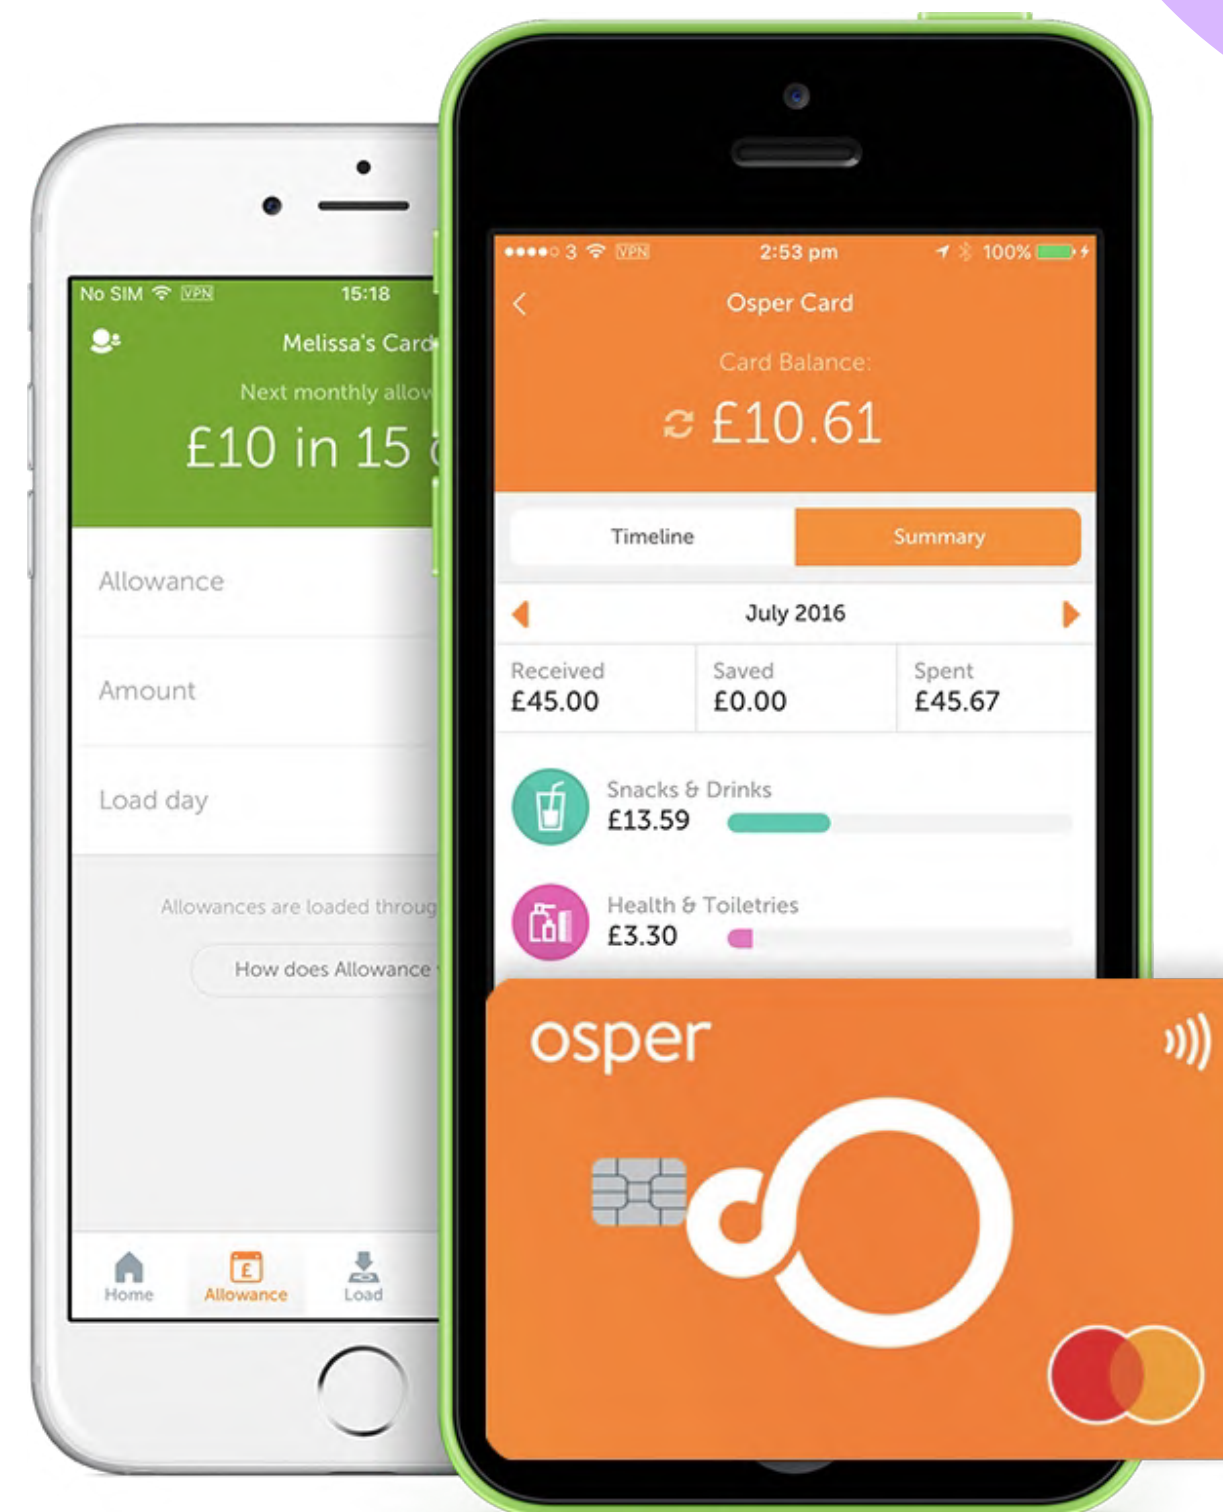 No SIM VPN 15:18
Melissa's Card
Next monthly allow
£10 in 15
Allowance
Amount
Load day
Allowances are loaded throug
How does Allowance
Home Allowance Load
3 VPN 2:53 pm 100%
Osper Card
Card Balance:
£10.61
Timeline Summary
July 2016
Received Saved Spent
£45.00 £0.00 £45.67
Snacks & Drinks
£13.59
Health & Toiletries
£3.30
osper